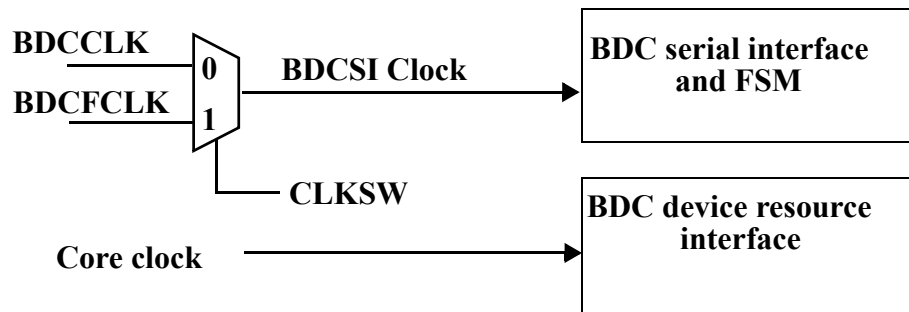 BDCCLK
0
BDCSI Clock
BDC serial interface
and FSM
BDCFCLK
1
CLKSW
BDC device resource
interface
Core clock